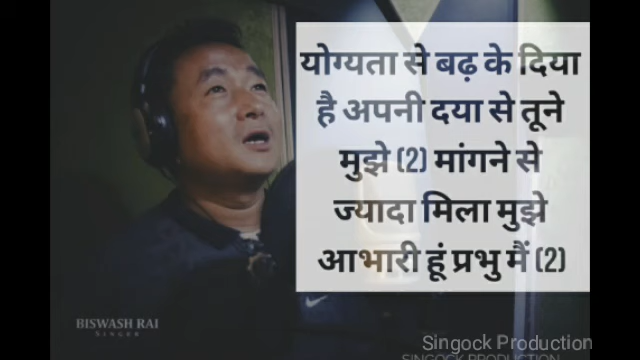 योग्यता से बढ़ के दिया
है अपनी दया से तूने
मुझे (2) मांगने से
ज्यादा मिला मुझे
आभारी हूं प्रभु मैं (2)
BISWASH RAI
SINGER
Singock Production
SINGOCK PRODUCTION